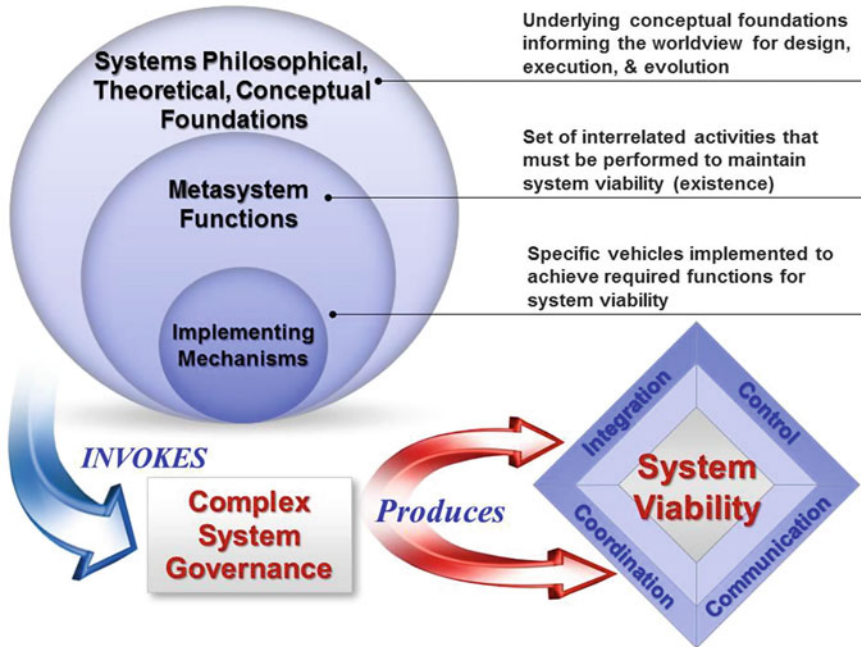 Systems Philosophical,
Theoretical, Conceptual
Foundations
Underlying conceptual foundations
informing the worldview for design,
execution, & evolution
Metasystem
Functions
Set of interrelated activities that
must be performed to maintain
system viability (existence)
Implementing
Mechanisms
Specific vehicles implemented to
achieve required functions for
system viability
INVOKES
Complex
System
Governance
Produces
Integration
Control
System
Viability
Coordination
Communication